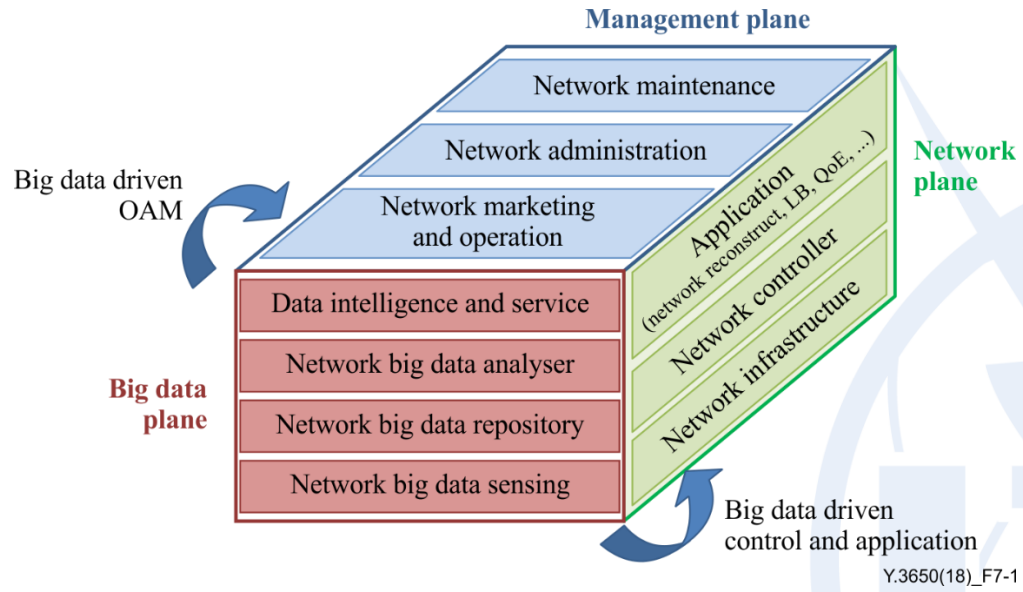 Management plane
Network maintenance
Network administration
Network marketing
and operation
Big data driven
OAM
Application
(network reconstruct, LB, QoE, ...)
Network controller
Network infrastructure
Network
plane
Data intelligence and service
Network big data analyser
Network big data repository
Network big data sensing
Big data
plane
Big data driven
control and application
Y.3650(18)_F7-1